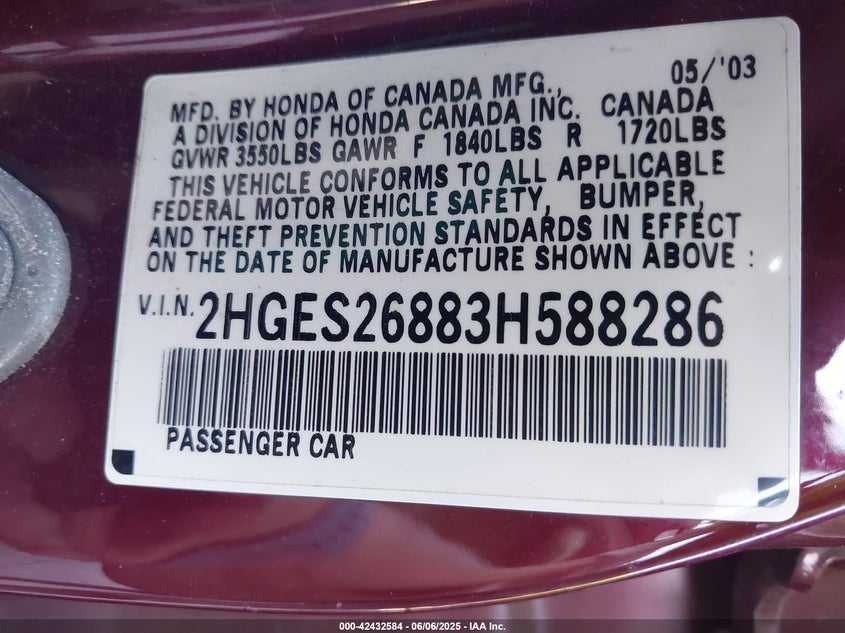 05/'03
MFD. BY HONDA OF CANADA MFG.,
A DIVISION OF HONDA CANADA INC. CANADA
GVWR 3550LBS GAWR F 1840LBS R 1720LBS
THIS VEHICLE CONFORMS TO ALL APPLICABLE
FEDERAL MOTOR VEHICLE SAFETY, BUMPER,
AND THEFT PREVENTION STANDARDS IN EFFECT
ON THE DATE OF MANUFACTURE SHOWN ABOVE :
V.I.N. 2HGES26883H588286
PASSENGER CAR
000-42432584 - 06/06/2025 - IAA Inc.